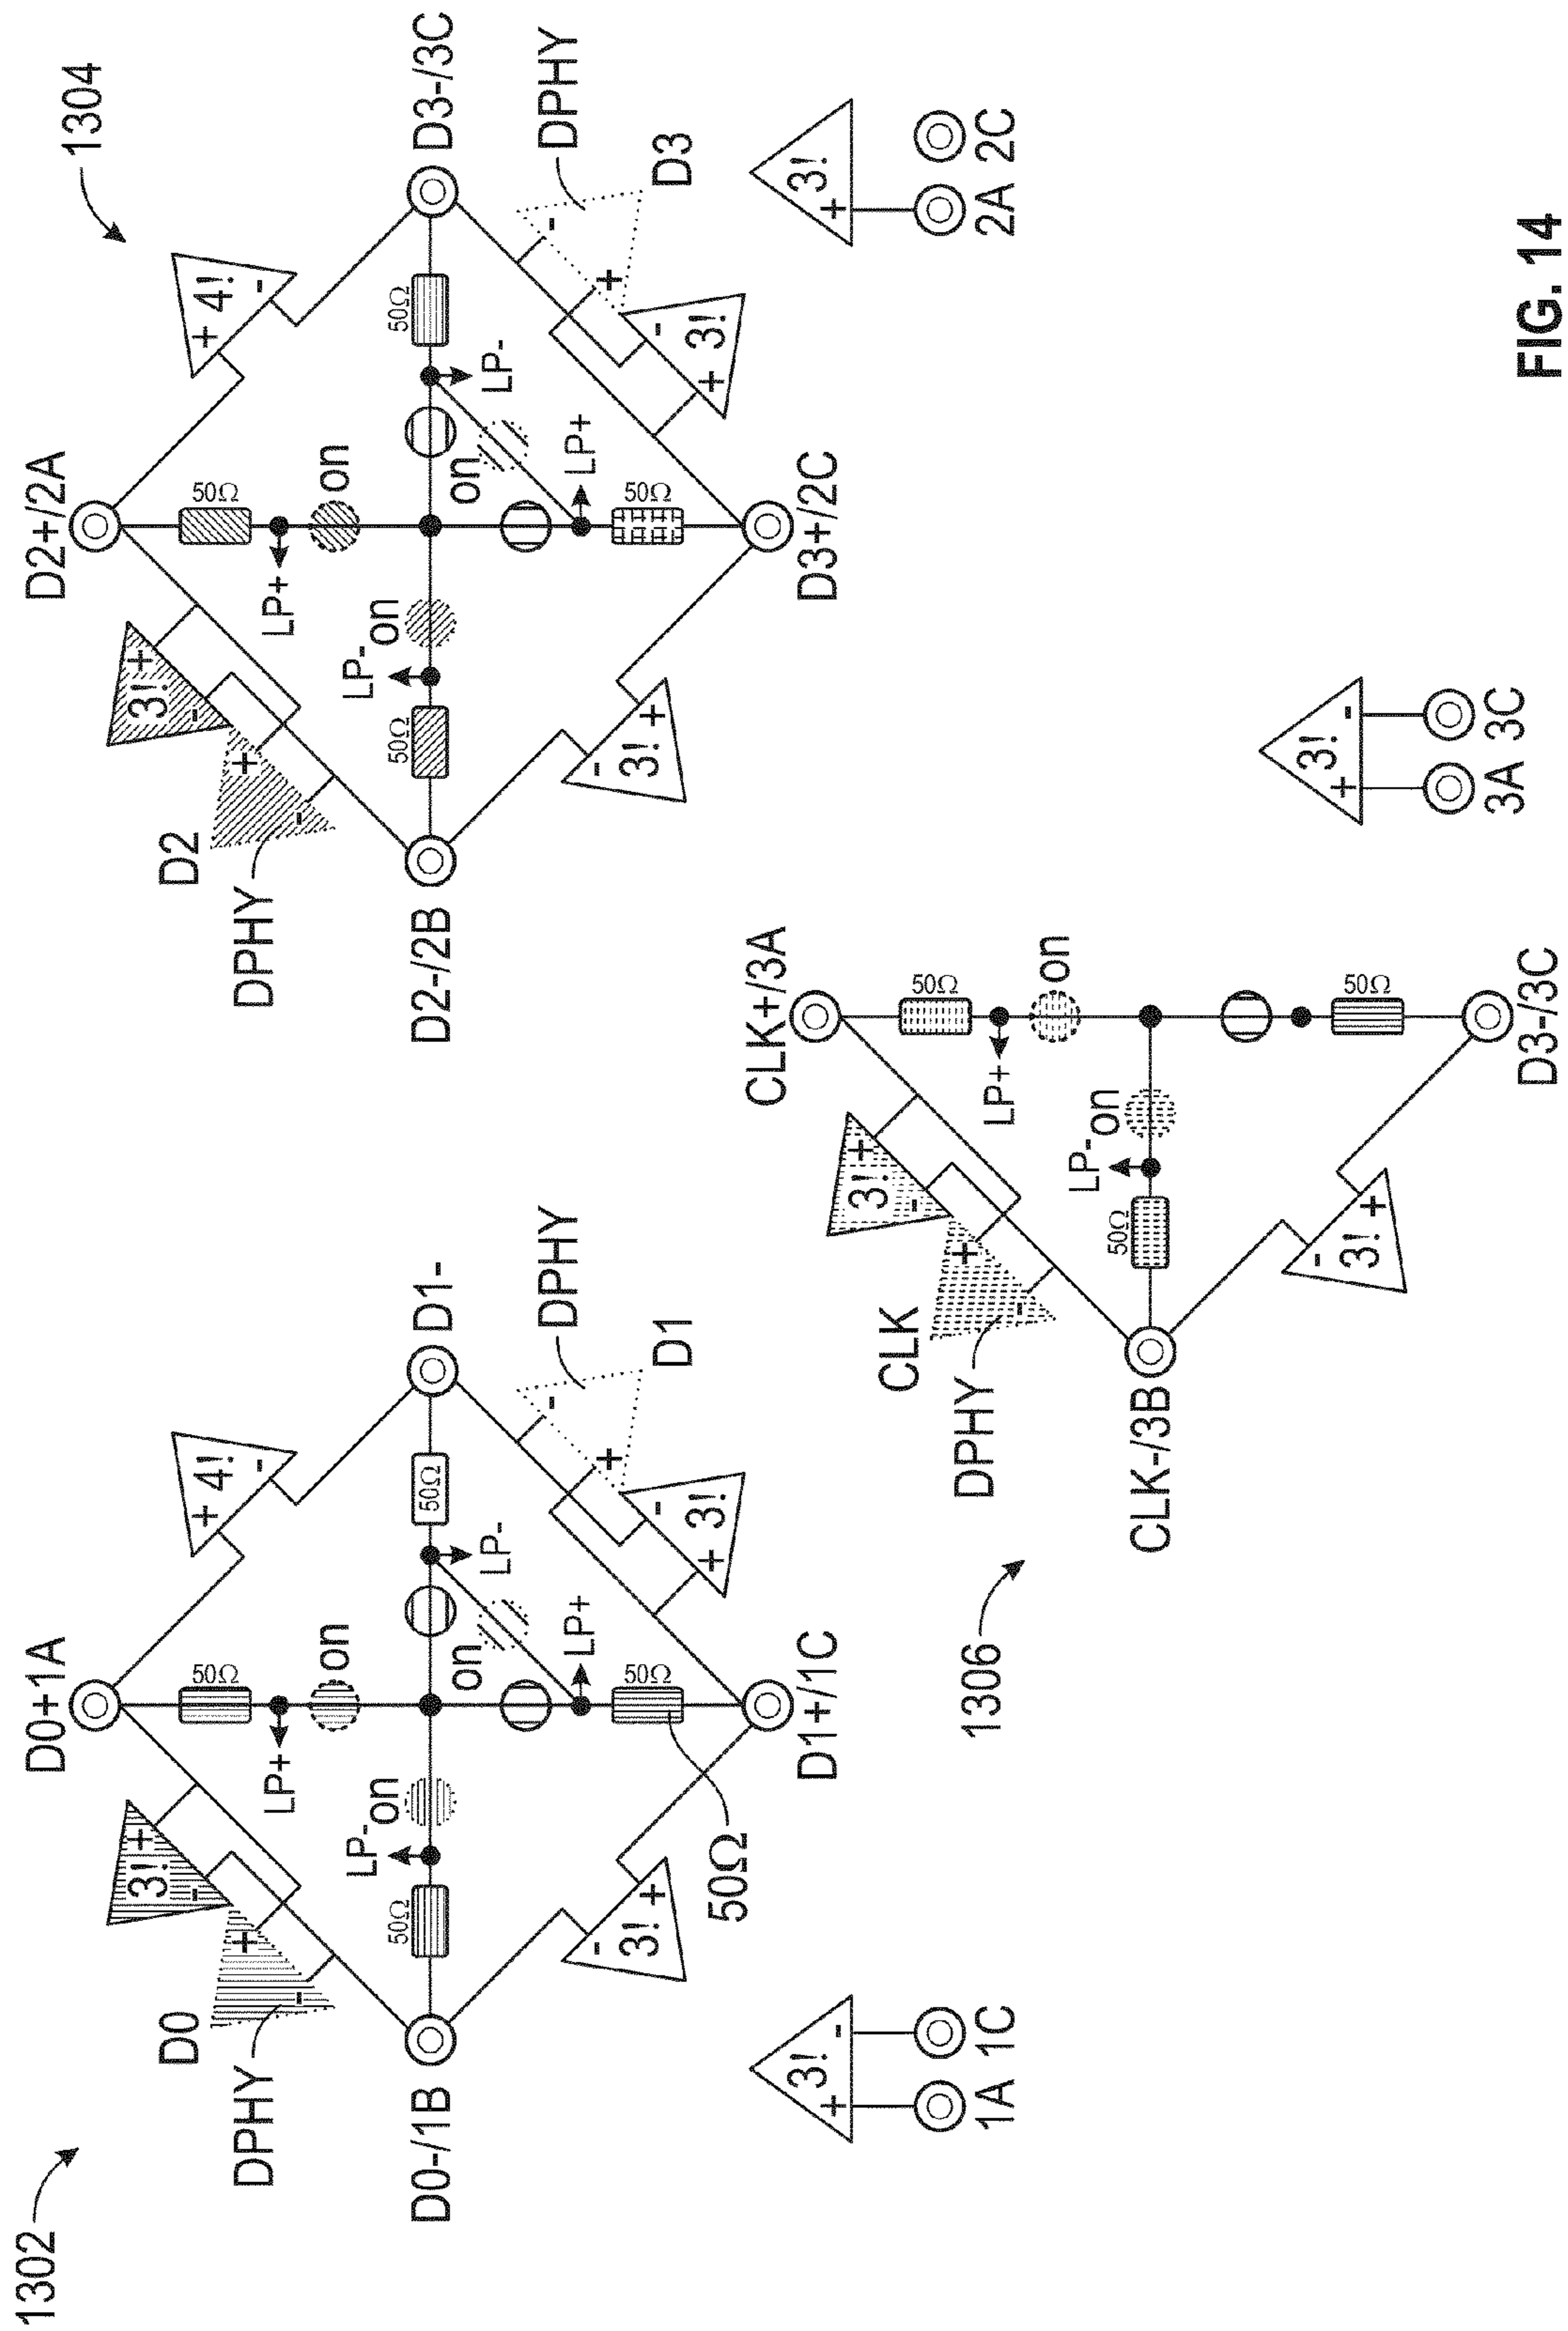 1302
D0+1A
50Ω
LP+
on
3!
+
-
D0
DPHY
+
-
+ 4!
-
D1-
50Ω
LP-
on
LP-
on
50Ω
D0-/1B
LP+
50Ω
50Ω
D1+/1C
-
3! +
-
+
DPHY
D1
-
+ 3!
3!
+ -
1A 1C
1304
D2+/2A
50Ω
LP+
on
3!
+
-
D2
DPHY
+
-
+ 4!
-
D3-/3C
50Ω
LP-
on
LP-
on
50Ω
D2-/2B
LP+
50Ω
D3+/2C
-
3! +
-
+
DPHY
D3
-
+ 3!
3!
+
2A 2C
1306
CLK+/3A
50Ω
LP+
on
3!
+
-
CLK
DPHY
+
-
LP-
on
50Ω
CLK-/3B
50Ω
D3-/3C
-
3! +
3!
+ -
3A 3C
FIG. 14